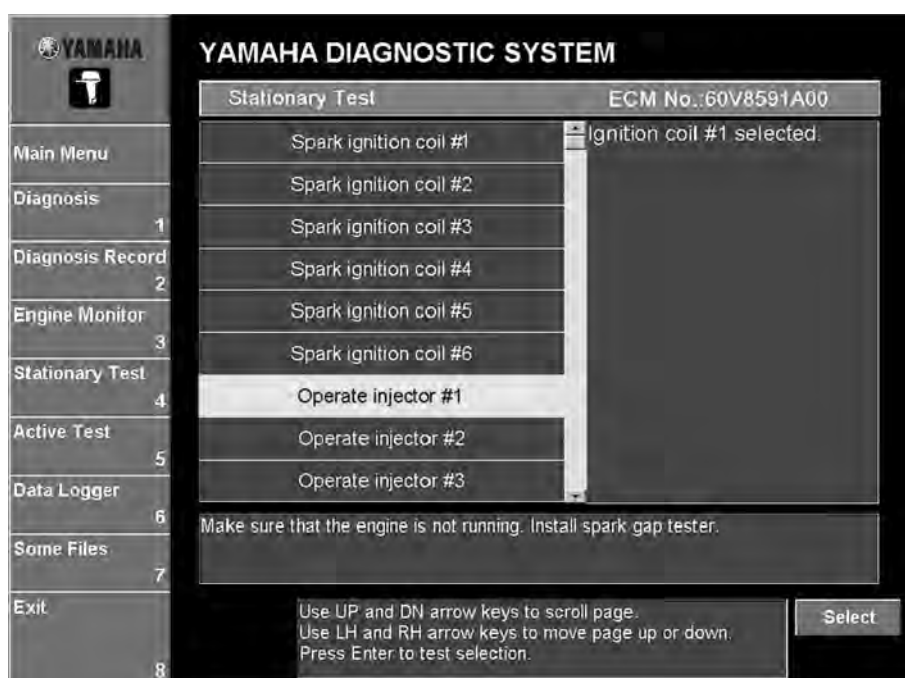 YAMAHA
YAMAHA DIAGNOSTIC SYSTEM
Stationary Test ECM No.:60V8591A00
Main Menu
Diagnosis
1
Diagnosis Record
2
Engine Monitor
3
Stationary Test
4
Active Test
5
Data Logger
6
Some Files
7
Exit
8
Spark ignition coil #1
Spark ignition coil #2
Spark ignition coil #3
Spark ignition coil #4
Spark ignition coil #5
Spark ignition coil #6
Operate injector #1
Operate injector #2
Operate injector #3
Ignition coil #1 selected.
Make sure that the engine is not running. Install spark gap tester.
Use UP and DN arrow keys to scroll page.
Use LH and RH arrow keys to move page up or down.
Press Enter to test selection.
Select